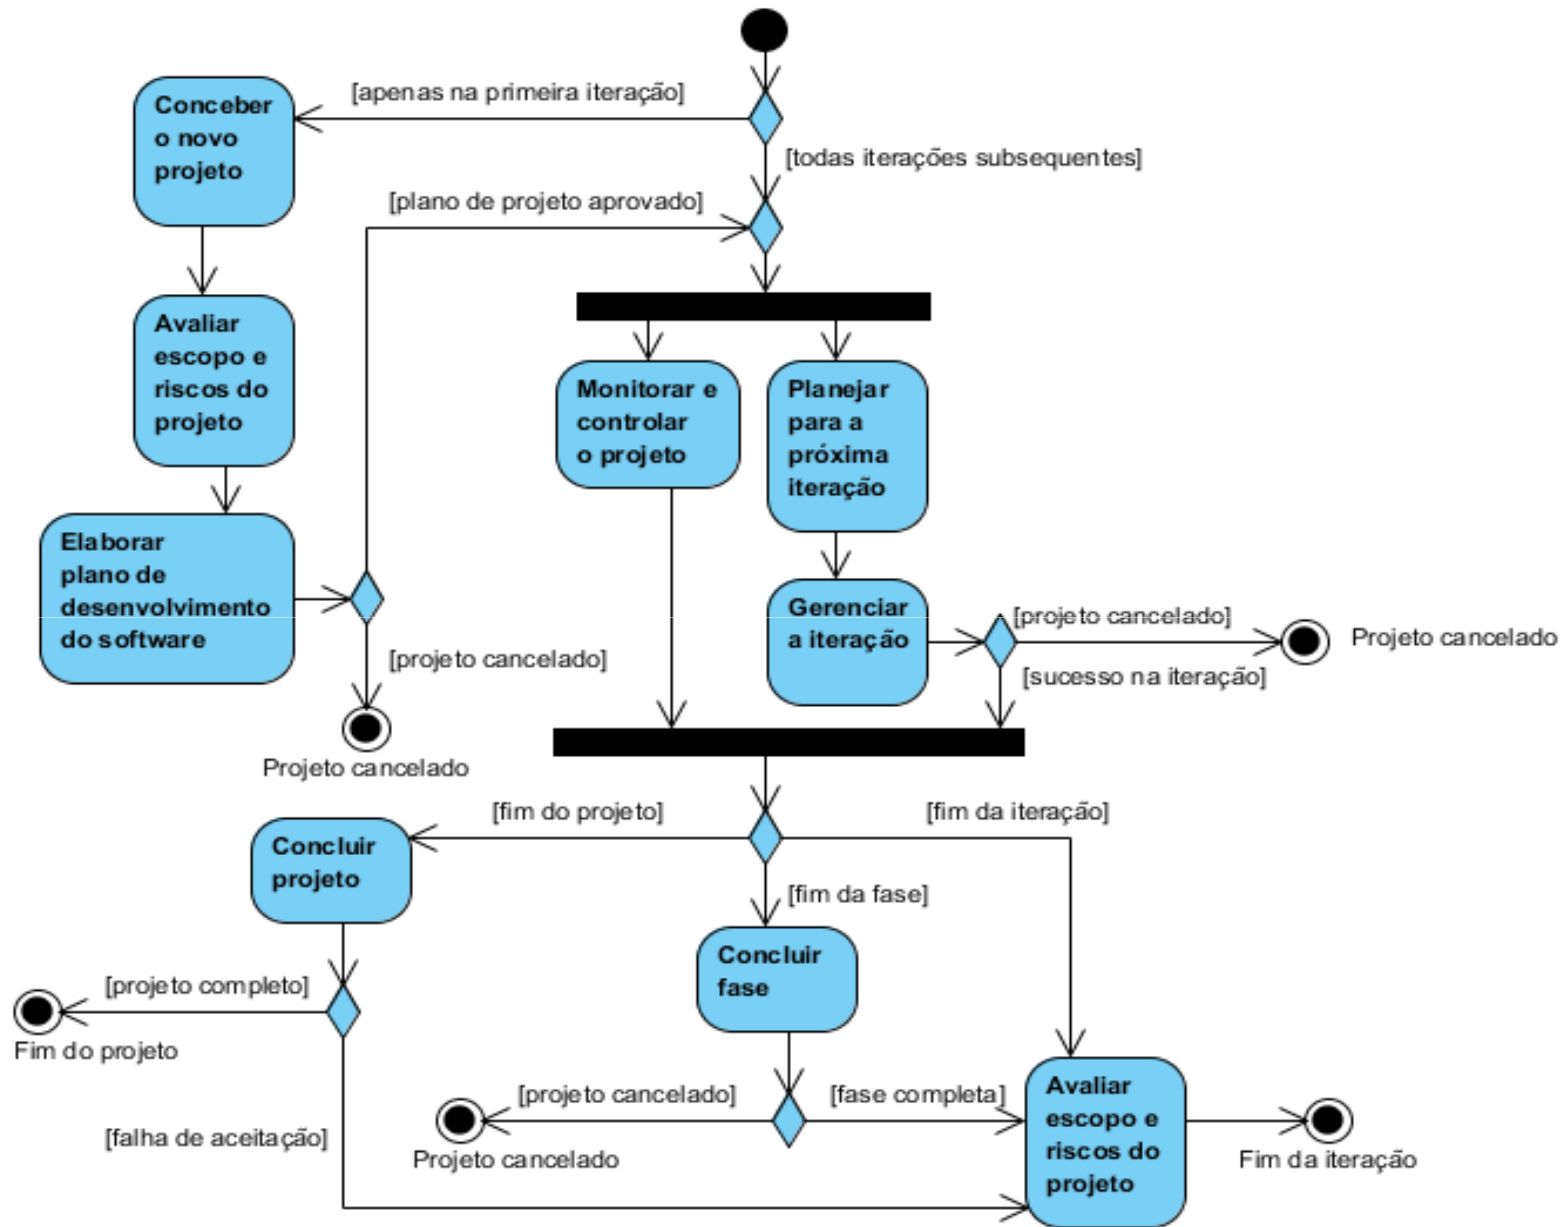 [apenas na primeira iteração]
Conceber
o novo
projeto
[todas iterações subsequentes]
[plano de projeto aprovado]
Avaliar
escopo e
riscos do
projeto
Monitorar e
controlar
o projeto
Planejar
para a
próxima
iteração
Elaborar
plano de
desenvolvimento
do software
Gerenciar
a iteração
[projeto cancelado]
Projeto cancelado
[sucesso na iteração]
[projeto cancelado]
Projeto cancelado
[fim do projeto]
[fim da iteração]
Concluir
projeto
[fim da fase]
Concluir
fase
[projeto completo]
Fim do projeto
[projeto cancelado]
[fase completa]
Projeto cancelado
[falha de aceitação]
Avaliar
escopo e
riscos do
projeto
Fim da iteração